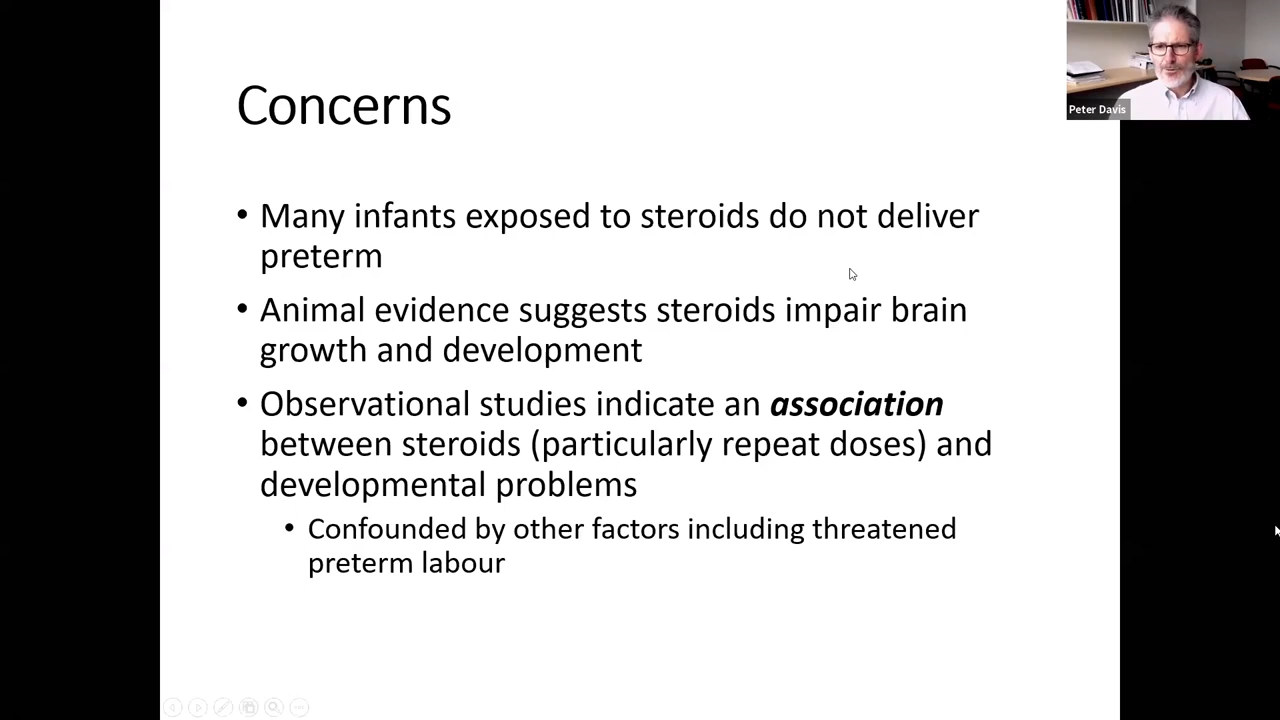 Concerns
Peter Davis
• Many infants exposed to steroids do not deliver
preterm
• Animal evidence suggests steroids impair brain
growth and development
• Observational studies indicate an association
between steroids (particularly repeat doses) and
developmental problems
• Confounded by other factors including threatened
preterm labour